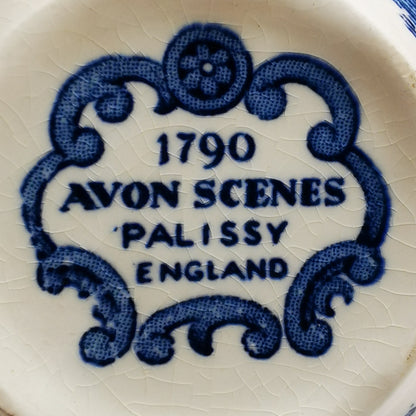 1790
AVON SCENES
PALISSY
ENGLAND